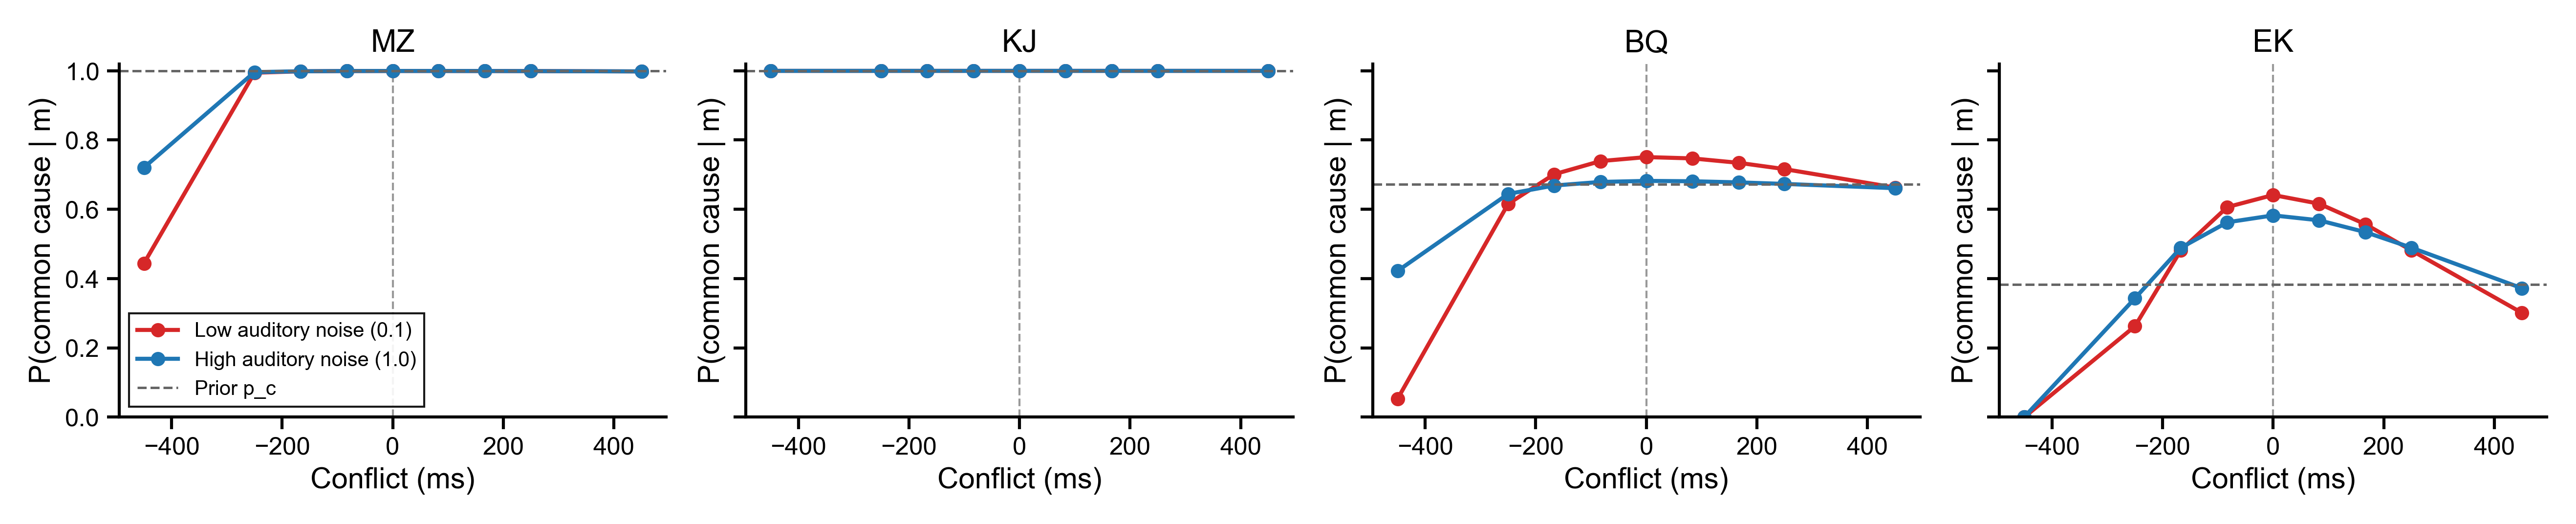 MZ
P(common cause | m)
1.0
0.8
0.6
0.4
0.2
0.0
Low auditory noise (0.1)
High auditory noise (1.0)
Prior p_c
−400 −200 0 200 400
Conflict (ms)
KJ
P(common cause | m)
−400 −200 0 200 400
Conflict (ms)
BQ
P(common cause | m)
−400 −200 0 200 400
Conflict (ms)
EK
P(common cause | m)
−400 −200 0 200 400
Conflict (ms)